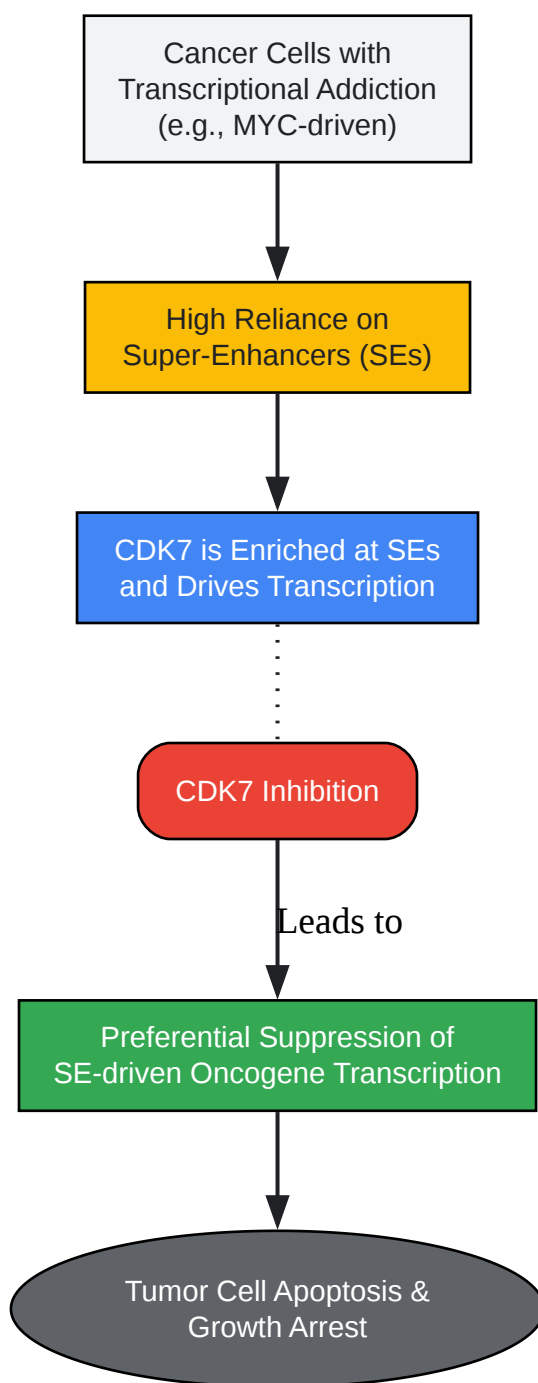 Cancer Cells with
Transcriptional Addiction
(e.g., MYC-driven)
High Reliance on
Super-Enhancers (SEs)
CDK7 is Enriched at SEs
and Drives Transcription
CDK7 Inhibition
Leads to
Preferential Suppression of
SE-driven Oncogene Transcription
Tumor Cell Apoptosis &
Growth Arrest